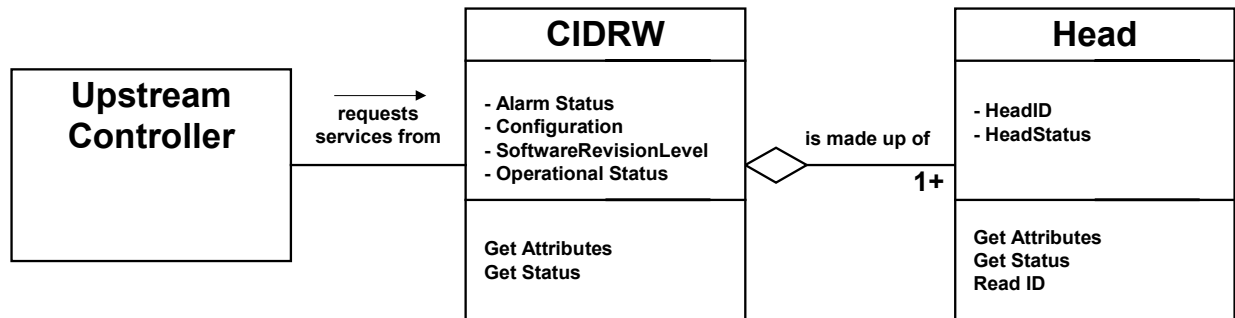 Upstream
Controller
requests
services from
CIDRW
- Alarm Status
- Configuration
- SoftwareRevisionLevel
- Operational Status
Get Attributes
Get Status
is made up of
1+
Head
- HeadID
- HeadStatus
Get Attributes
Get Status
Read ID